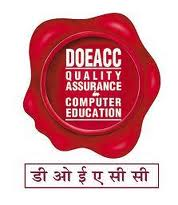 DOEACC
QUALITY
ASSURANCE
in
COMPUTER
EDUCATION
डी ओ ई ए सी सी